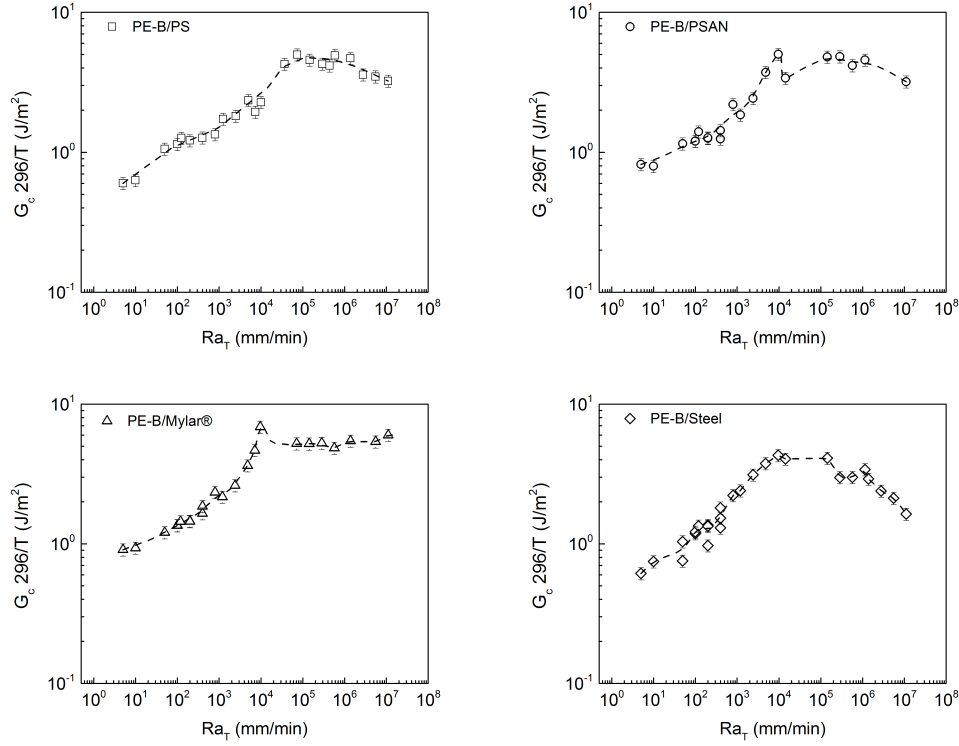 PE-B/PS
10^1
10^0
10^-1
G_c 296/T (J/m^2)
10^0 10^1 10^2 10^3 10^4 10^5 10^6 10^7 10^8
Ra_T (mm/min)
PE-B/PSAN
10^1
10^0
10^-1
G_c 296/T (J/m^2)
10^0 10^1 10^2 10^3 10^4 10^5 10^6 10^7 10^8
Ra_T (mm/min)
PE-B/Mylar®
10^1
10^0
10^-1
G_c 296/T (J/m^2)
10^0 10^1 10^2 10^3 10^4 10^5 10^6 10^7 10^8
Ra_T (mm/min)
PE-B/Steel
10^1
10^0
10^-1
G_c 296/T (J/m^2)
10^0 10^1 10^2 10^3 10^4 10^5 10^6 10^7 10^8
Ra_T (mm/min)